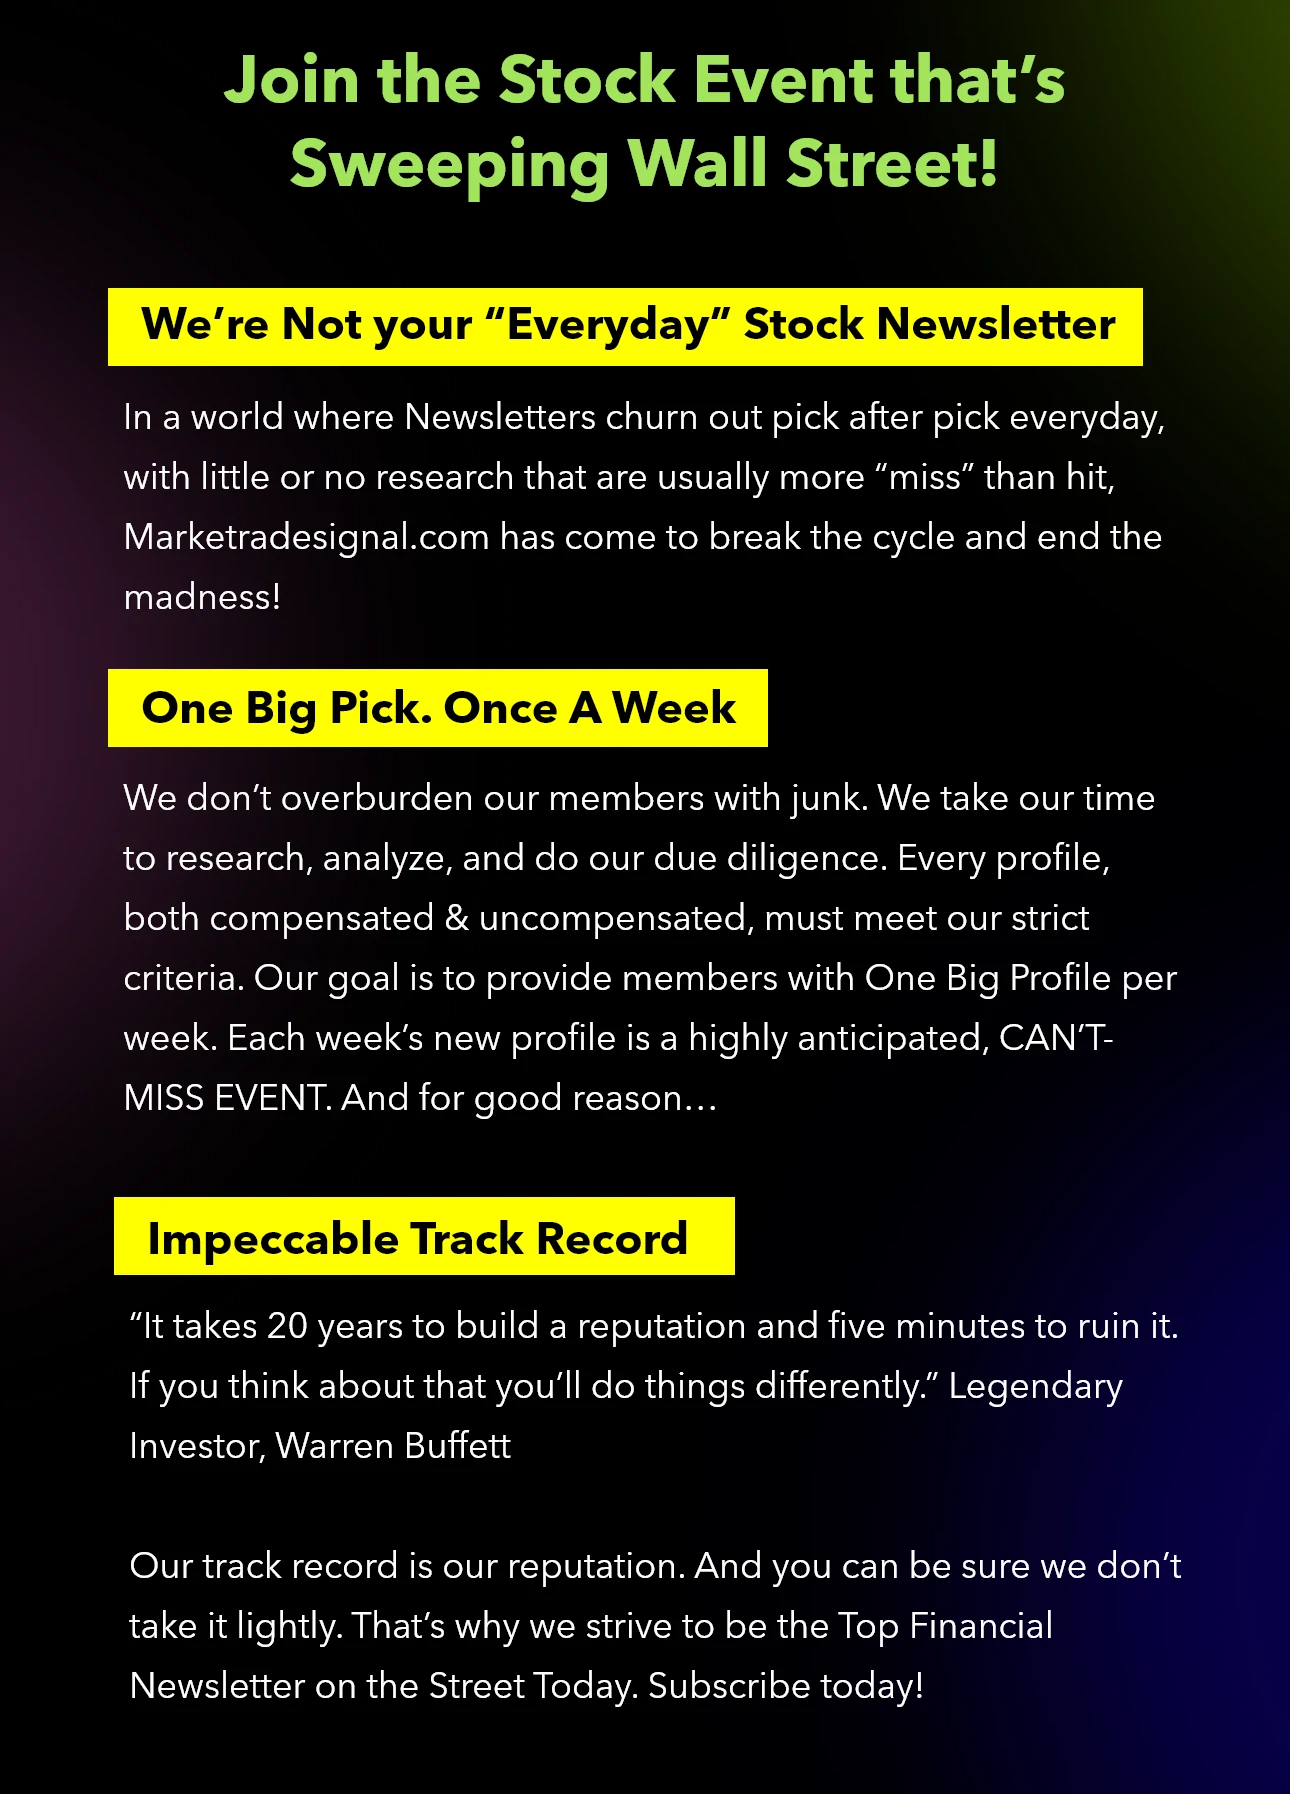 Join the Stock Event that’s
Sweeping Wall Street!
We’re Not your “Everyday” Stock Newsletter
In a world where Newsletters churn out pick after pick everyday,
with little or no research that are usually more “miss” than hit,
Marketradesignal.com has come to break the cycle and end the
madness!
One Big Pick. Once A Week
We don’t overburden our members with junk. We take our time
to research, analyze, and do our due diligence. Every profile,
both compensated & uncompensated, must meet our strict
criteria. Our goal is to provide members with One Big Profile per
week. Each week’s new profile is a highly anticipated, CAN’T-
MISS EVENT. And for good reason…
Impeccable Track Record
“It takes 20 years to build a reputation and five minutes to ruin it.
If you think about that you’ll do things differently.” Legendary
Investor, Warren Buffett
Our track record is our reputation. And you can be sure we don’t
take it lightly. That’s why we strive to be the Top Financial
Newsletter on the Street Today. Subscribe today!